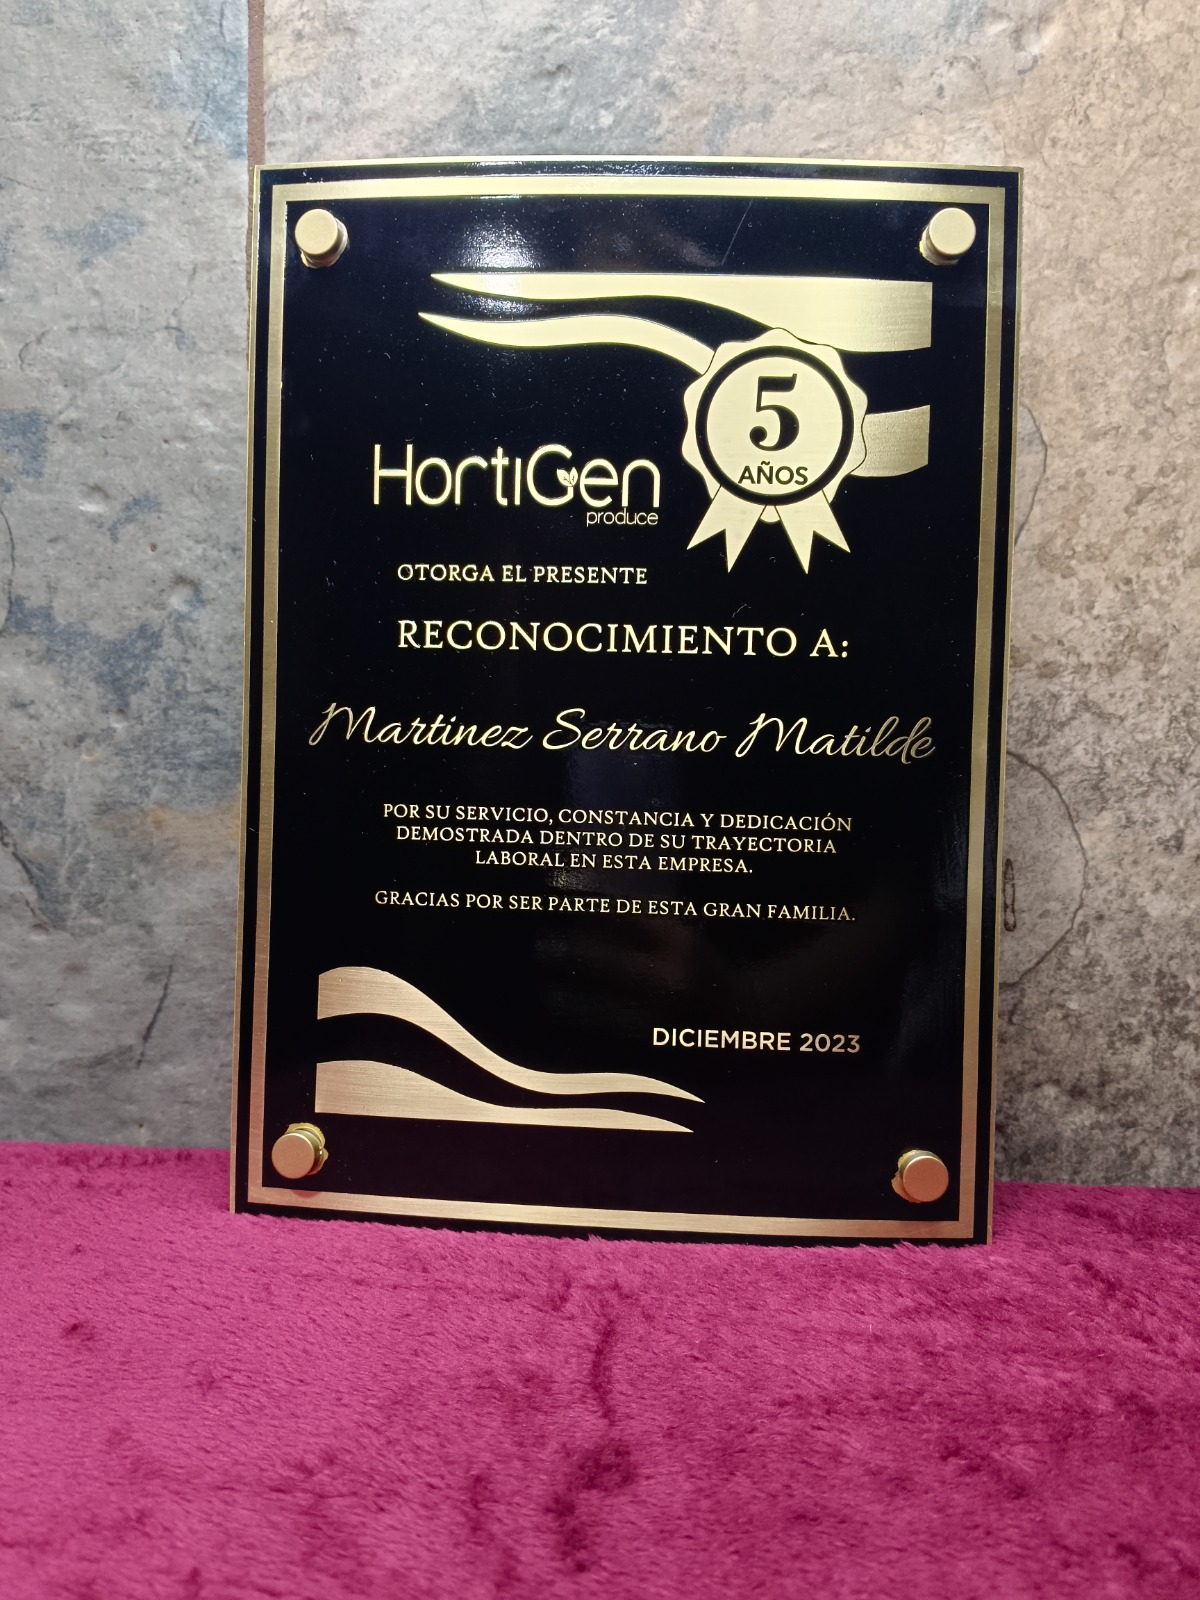 5
AÑOS
HortiGen
produce
OTORGA EL PRESENTE
RECONOCIMIENTO A:
Martinez Serrano Matilde
POR SU SERVICIO, CONSTANCIA Y DEDICACIÓN
DEMOSTRADA DENTRO DE SU TRAYECTORIA
LABORAL EN ESTA EMPRESA.
GRACIAS POR SER PARTE DE ESTA GRAN FAMILIA.
DICIEMBRE 2023